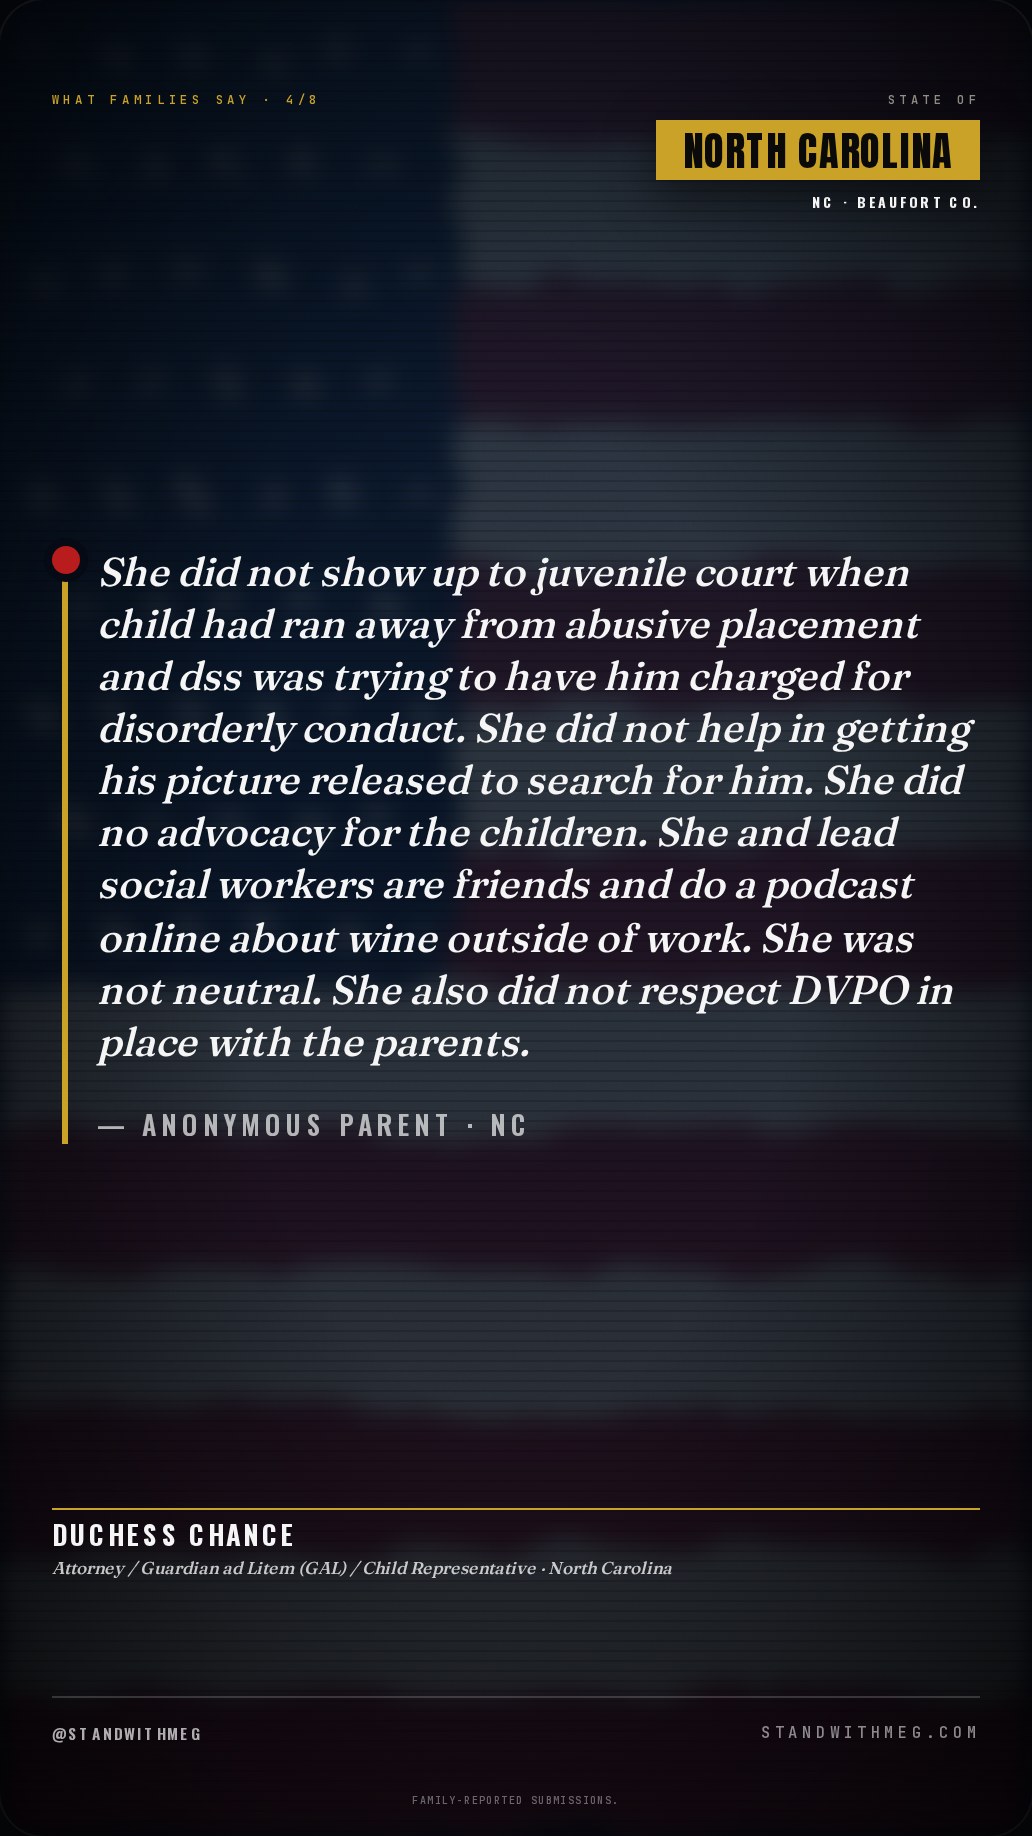 WHAT FAMILIES SAY · 4/8
STATE OF
NORTH CAROLINA
NC · BEAUFORT CO.
She did not show up to juvenile court when
child had ran away from abusive placement
and dss was trying to have him charged for
disorderly conduct. She did not help in getting
his picture released to search for him. She did
no advocacy for the children. She and lead
social workers are friends and do a podcast
online about wine outside of work. She was
not neutral. She also did not respect DVPO in
place with the parents.
— ANONYMOUS PARENT · NC
DUCHESS CHANCE
Attorney / Guardian ad Litem (GAL) / Child Representative · North Carolina
@STANDWITHMEG
STANDWITHMEG.COM
FAMILY-REPORTED SUBMISSIONS.